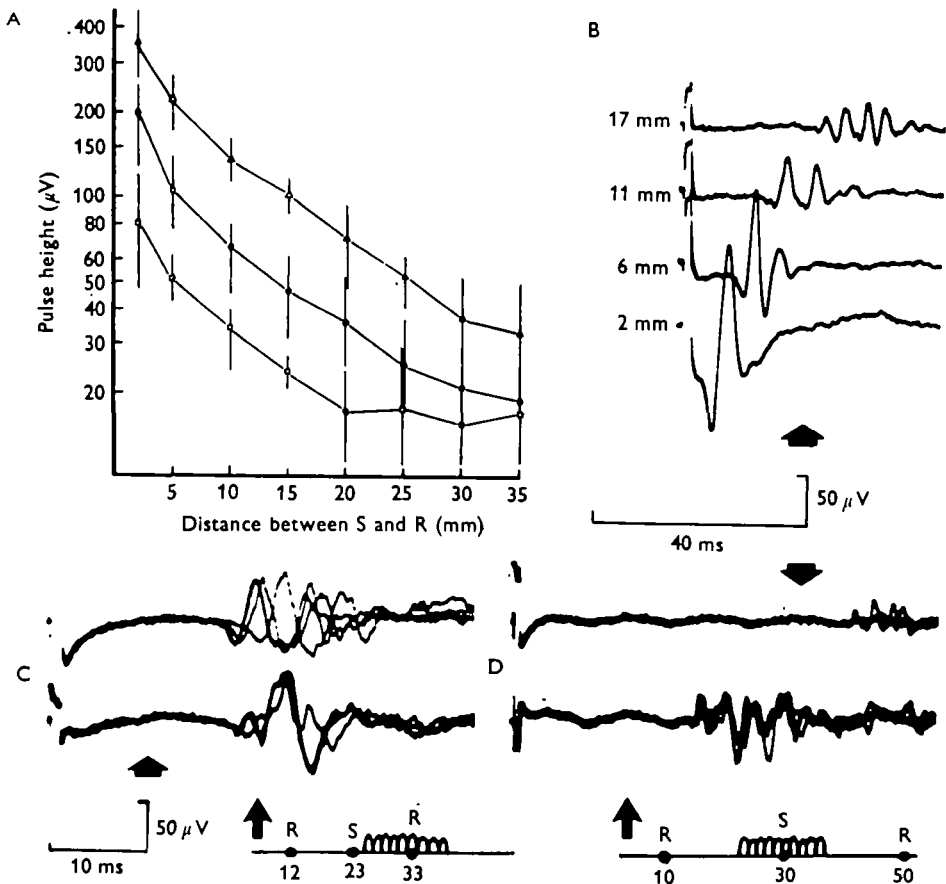 A
400
300
200
150
100
80
60
50
40
30
20
Pulse height (μV)
5 10 15 20 25 30 35
Distance between S and R (mm)
B
17 mm
11 mm
6 mm
2 mm
50 μV
40 ms
C
D
50 μV
10 ms
R S R
12 23 33
R S R
10 30 50